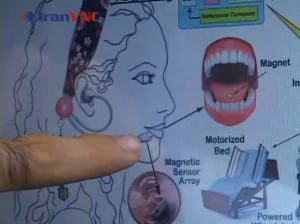 IranVNC
Reference Compass
Magnet
In
Motorized
Bed
Magnetic
Sensor
Array
Powered